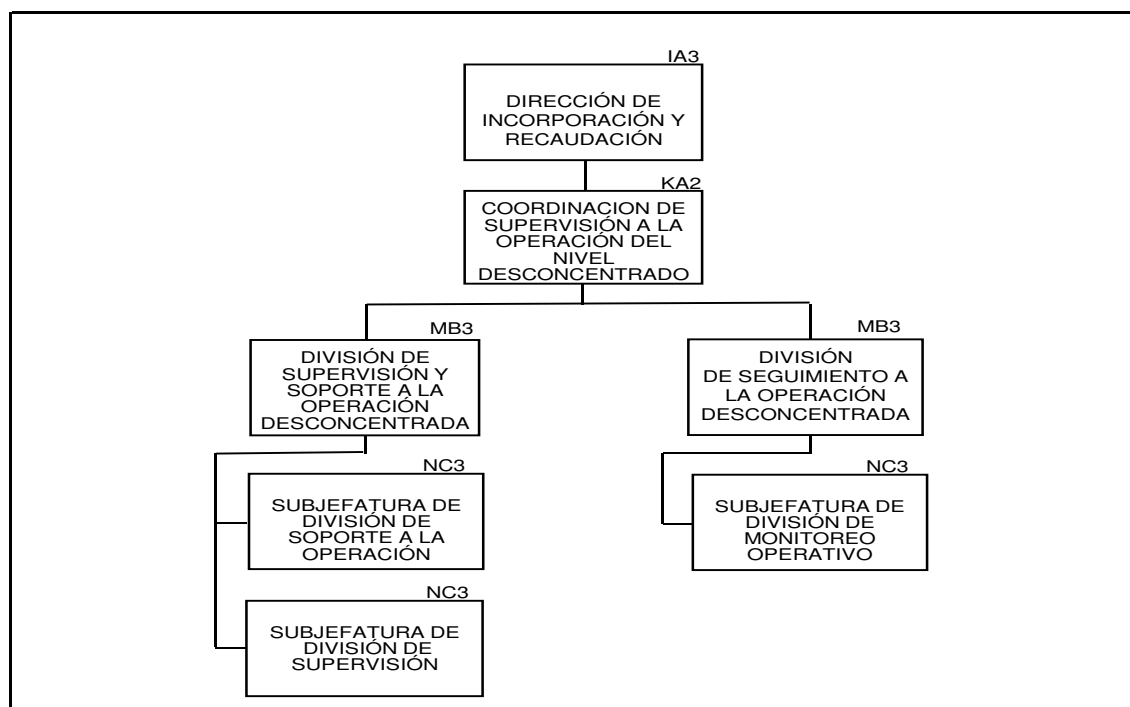 IA3
DIRECCIÓN DE
INCORPORACIÓN Y
RECAUDACIÓN
KA2
COORDINACION DE
SUPERVISIÓN A LA
OPERACIÓN DEL
NIVEL
DESCONCENTRADO
MB3
DIVISIÓN DE
SUPERVISIÓN Y
SOPORTE A LA
OPERACIÓN
DESCONCENTRADA
MB3
DIVISIÓN
DE SEGUIMIENTO A
LA OPERACIÓN
DESCONCENTRADA
NC3
SUBJEFATURA DE
DIVISIÓN DE
SOPORTE A LA
OPERACIÓN
NC3
SUBJEFATURA DE
DIVISIÓN DE
MONITOREO
OPERATIVO
NC3
SUBJEFATURA DE
DIVISIÓN DE
SUPERVISIÓN